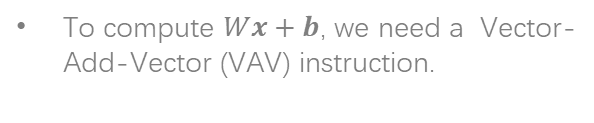 • To compute Wx + b, we need a Vector-
Add-Vector (VAV) instruction.